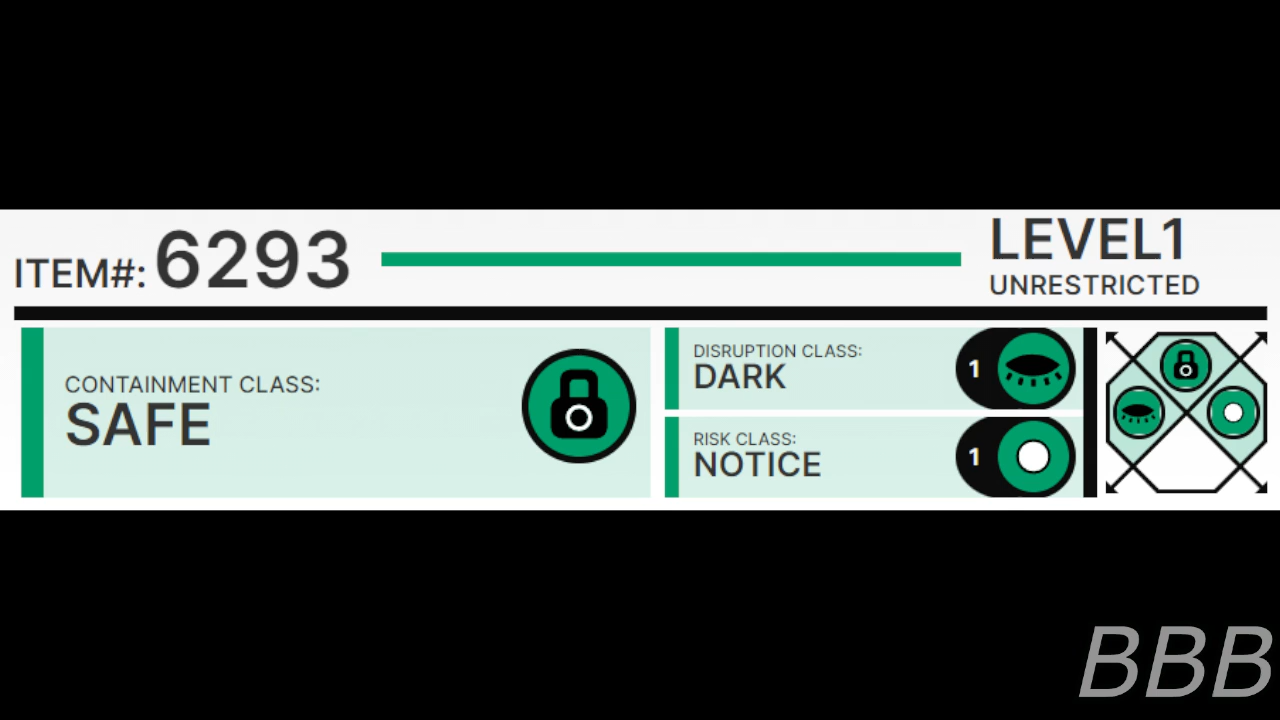 ITEM#: 6293
LEVEL1
UNRESTRICTED
CONTAINMENT CLASS:
SAFE
DISRUPTION CLASS:
DARK
1
RISK CLASS:
NOTICE
1
BBB